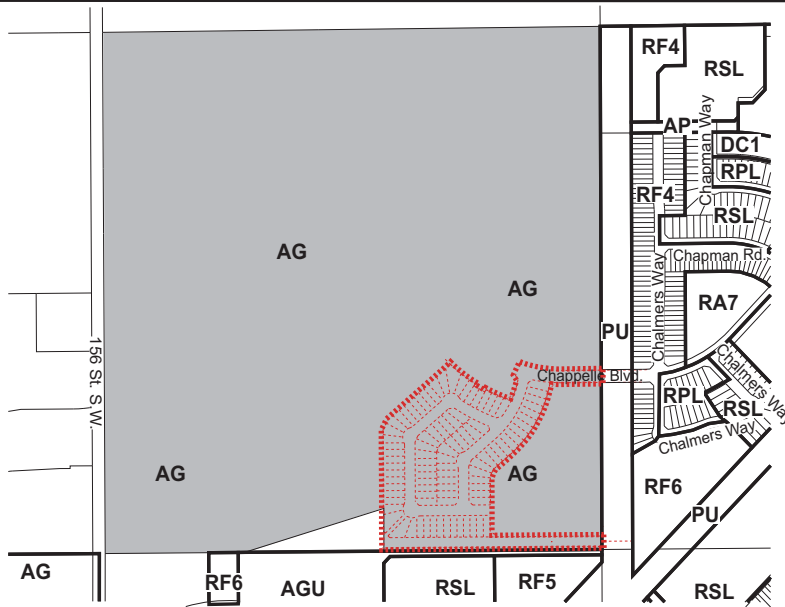 RF4
RSL
AP
Chapman Way
DC1
RPL
RF4
RSL
AG
Chapman Rd.
AG
Chalmers Way
RA7
PU
156 St. S.W.
Chappelle Blvd.
Chalmers Way
RPL
RSL
Chalmers Way
AG
AG
RF6
PU
AG
RF6
AGU
RSL
RF5
RSL